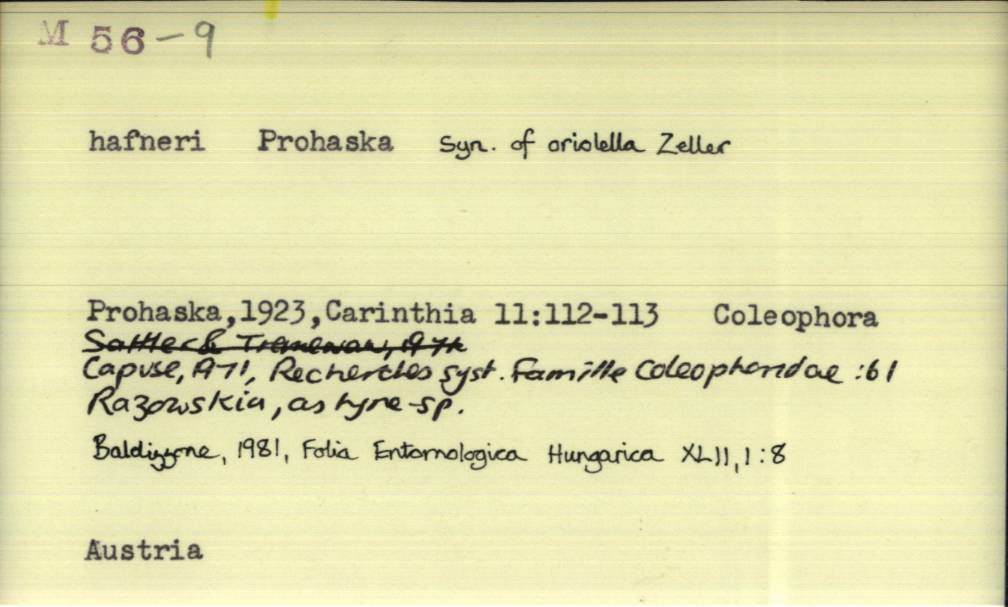 M 56-9
hafneri Prohaska Syn. of oriolella Zeller
Prohaska,1923,Carinthia 11:112-113 Coleophora
Sattler &
Capuse, 1971, Recherches syst. Famille Coleophoridae :61
Razowskia, as type-sp.
Baldizzone, 1981, Folia Entomologica Hungarica XLII,1:8
Austria